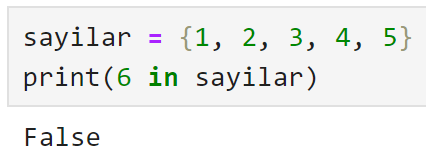 sayilar = {1, 2, 3, 4, 5}
print(6 in sayilar)
False